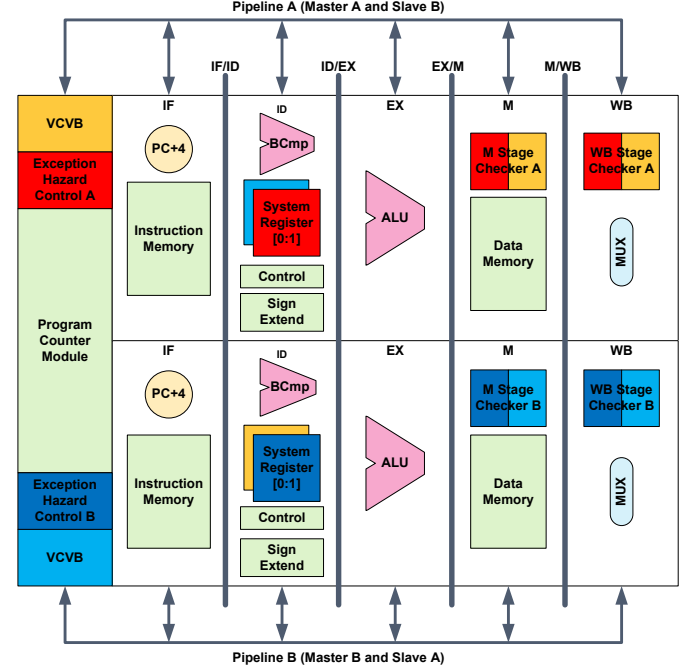 Pipeline A (Master A and Slave B)
IF/ID
ID/EX
EX/M
M/WB
VCVB
Exception
Hazard
Control A
Program
Counter
Module
Exception
Hazard
Control B
VCVB
IF
PC+4
Instruction
Memory
ID
BCmp
System
Register
[0:1]
Control
Sign
Extend
EX
ALU
M
M Stage
Checker A
Data
Memory
WB
WB Stage
Checker A
MUX
IF
PC+4
Instruction
Memory
ID
BCmp
System
Register
[0:1]
Control
Sign
Extend
EX
ALU
M
M Stage
Checker B
Data
Memory
WB
WB Stage
Checker B
MUX
Pipeline B (Master B and Slave A)